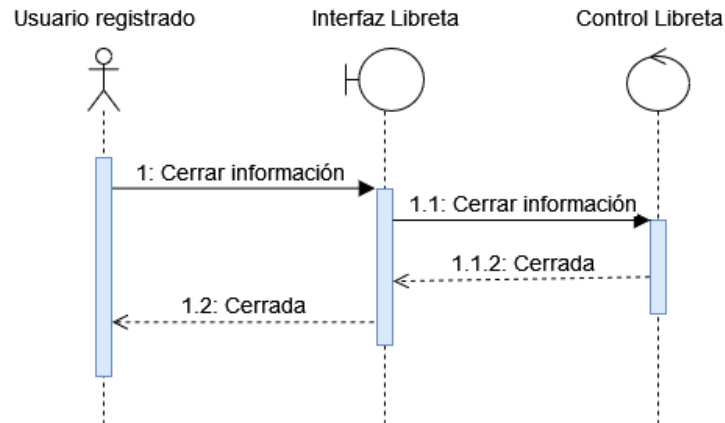 Usuario registrado
Interfaz Libreta
Control Libreta
1: Cerrar información
1.1: Cerrar información
1.1.2: Cerrada
1.2: Cerrada